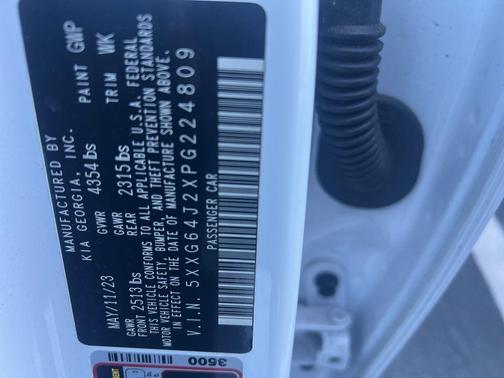 MANUFACTURED BY
KIA GEORGIA, INC.
MAY/11/23 GVWR 4354 lbs PAINT GWP
GAWR FRONT 2513 lbs GAWR REAR 2315 lbs TRIM WK
THIS VEHICLE CONFORMS TO ALL APPLICABLE U.S.A. FEDERAL
MOTOR VEHICLE SAFETY, BUMPER, AND THEFT PREVENTION STANDARDS
IN EFFECT ON THE DATE OF MANUFACTURE SHOWN ABOVE.
V.I.N. 5XXG64J2XPG224809
PASSENGER CAR
3500